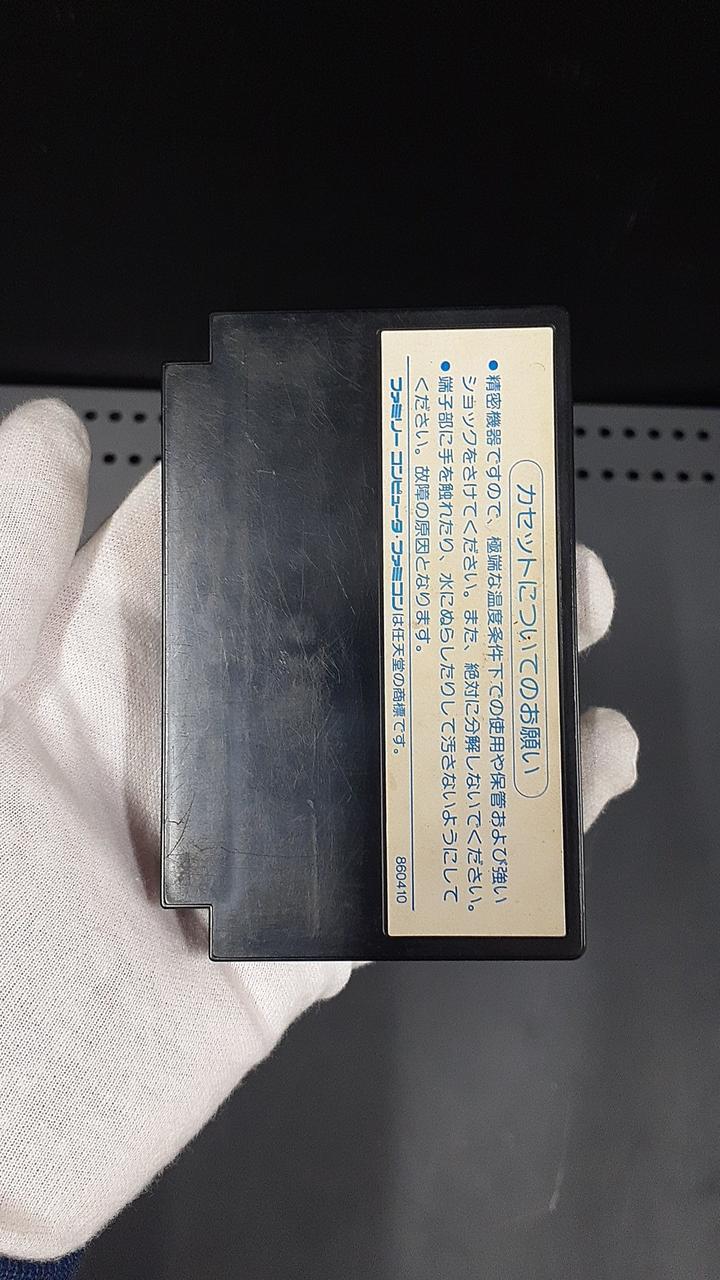 カセットについてのお願い
●精密機器ですので、極端な温度条件下での使用や保管および強い
ショックをさけてください。また、絶対に分解しないでください。
●端子部に手を触れたり、水にぬらしたりして汚さないようにして
ください。故障の原因となります。
ファミリー コンピュータ・ファミコンは任天堂の商標です。
860410